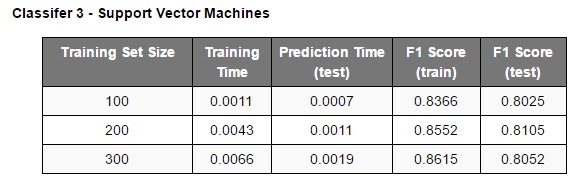 Classifer 3 - Support Vector Machines
Training Set Size Training Time Prediction Time (test) F1 Score (train) F1 Score (test)
100 0.0011 0.0007 0.8366 0.8025
200 0.0043 0.0011 0.8552 0.8105
300 0.0066 0.0019 0.8615 0.8052